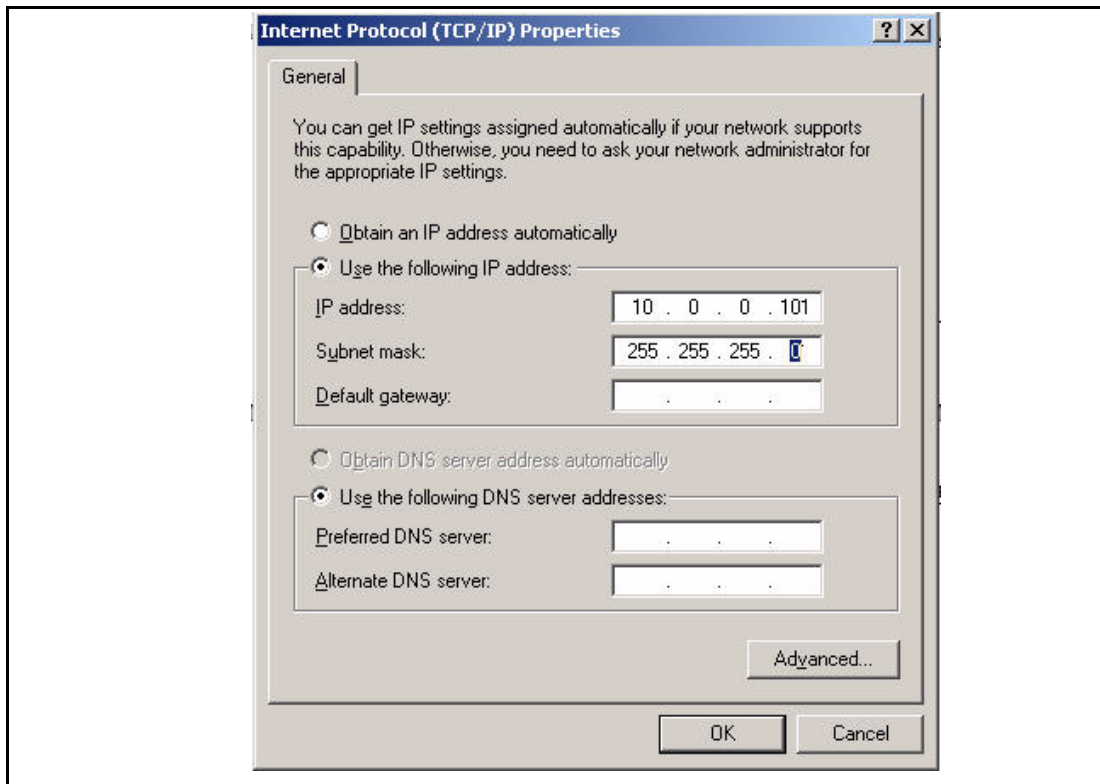 Internet Protocol (TCP/IP) Properties
General
You can get IP settings assigned automatically if your network supports
this capability. Otherwise, you need to ask your network administrator for
the appropriate IP settings.
Obtain an IP address automatically
Use the following IP address:
IP address: 10 . 0 . 0 . 101
Subnet mask: 255 . 255 . 255 . 0
Default gateway: . . .
Obtain DNS server address automatically
Use the following DNS server addresses:
Preferred DNS server: . . .
Alternate DNS server: . . .
Advanced...
OK Cancel